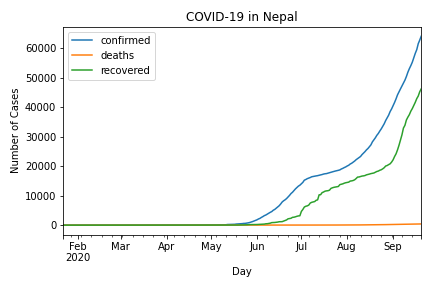 COVID-19 in Nepal
confirmed
deaths
recovered
Number of Cases
60000
50000
40000
30000
20000
10000
0
Feb Mar Apr May Jun Jul Aug Sep
2020
Day